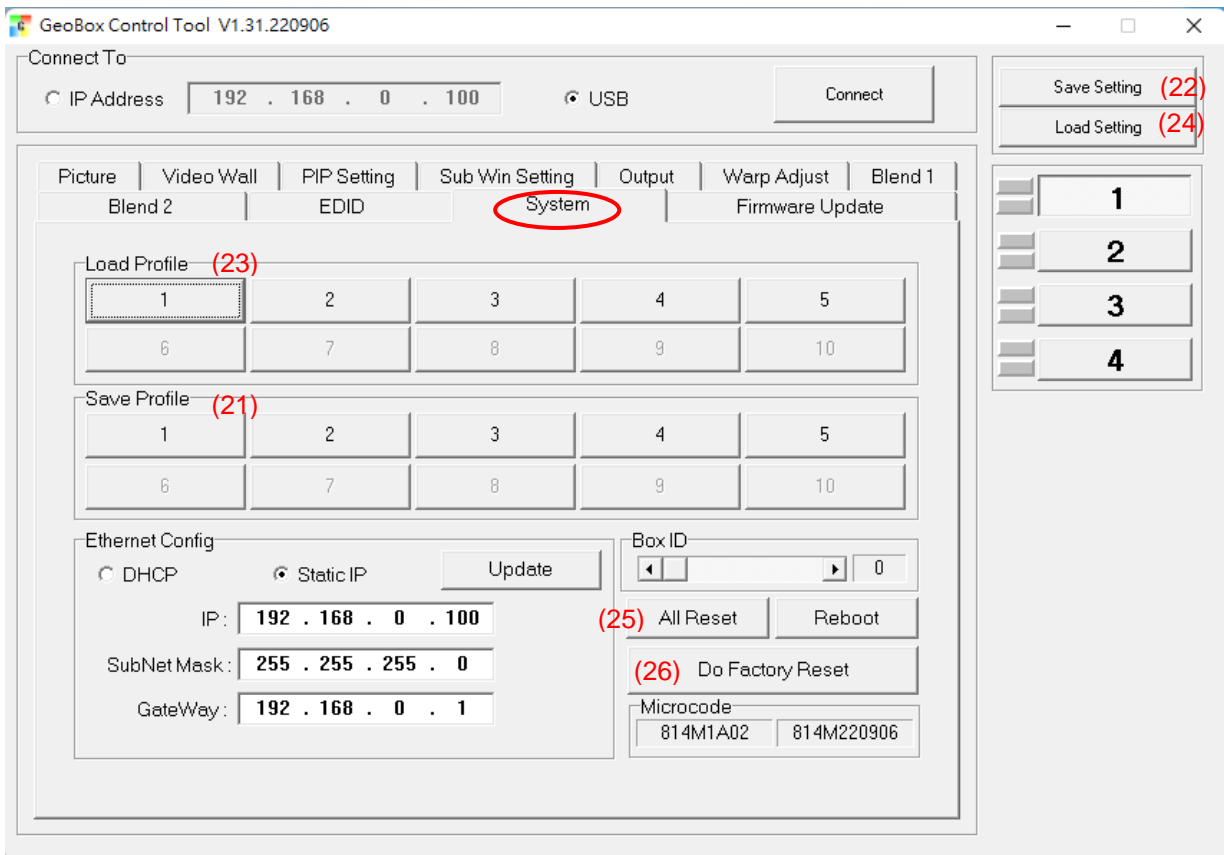 GeoBox Control Tool V1.31.220906
Connect To
IP Address 192 . 168 . 0 . 100 USB Connect
Save Setting (22)
Load Setting (24)
Picture Video Wall PIP Setting Sub Win Setting Output Warp Adjust Blend 1
Blend 2 EDID System Firmware Update
1
2
3
4
Load Profile (23)
1 2 3 4 5
6 7 8 9 10
Save Profile (21)
1 2 3 4 5
6 7 8 9 10
Ethernet Config
DHCP Static IP Update
IP : 192 . 168 . 0 . 100
SubNet Mask : 255 . 255 . 255 . 0
GateWay : 192 . 168 . 0 . 1
Box ID
0
(25) All Reset Reboot
(26) Do Factory Reset
Microcode
814M1A02 814M220906